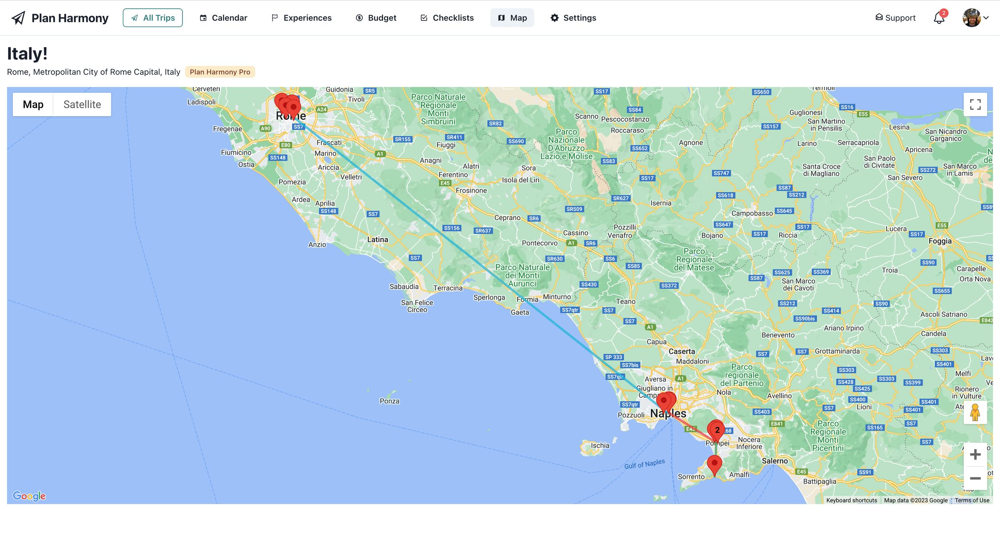 Plan Harmony
All Trips
Calendar
Experiences
Budget
Checklists
Map
Settings
Support
2
Italy!
Rome, Metropolitan City of Rome Capital, Italy
Plan Harmony Pro
Map
Satellite
Cerveteri
Guidonia
SR5
SS17
SS650
Termoli
Ladispoli
Tivoli
Parco Naturale
Regionale
Monti
Simbruini
A24
SS84
SS16
E55
Guglionesi
Scanno
Pescocostanzo
Rome
SR82
San Martino
in Pensilis
SS157
Lesina
Fregenae
A90
SS7
Roccaraso
San Nicandro
Garganico
Parco
Nazionale
D'Abruzzo
Lazio e Molise
SR155
SR411
SS690
Frascati
Fiuggi
E80
SS652
Agnone
Larino
Serracapriola
Apricena
Fiumicino
SS148
Marino
A1
Anagni
SS83
San Paolo
di Civitate
Ostia
Ariccia
Alatri
Sora
Santa Croce
di Magliano
SS272
San Marco
in Lamis
Velletri
Ferentino
SS747
SS17
San Severo
Pomezia
E45
Isola del Liri
SS87
SS212
Frosinone
SS618
SR627
Ardea
Aprilia
Isernia
SS148
SS7
SR509
SS645
Campobasso
Ceprano
SR6
SS156
SR637
Pozzilli
Venafro
SS647
SS17
Lucera
E55
Cassino
SS17
Riccia
SS17
Bojano
Foggia
Latina
Anzio
Pontecorvo
A1
SR6
SS7
SR630
SS6
SS85
Parco
Regionale
del Matese
SS90
Parco Naturale
dei Monti
Aurunci
Troia
Carapelle
SS625
SS369
SS87
Orta Nova
Sabaudia
Terracina
SS430
SS372
San Marco
dei Cavoti
SS655
Sperlonga
Formia
Minturno
San Felice
Circeo
Teano
SS212
SS90
Gaeta
SS7qtr
SS7
SS414
Ascoli Satriano
SS90bis
SS7
E842
A1
Ariano Irpino
Benevento
Candela
Capua
Caserta
SS7
SS7
Grottaminarda
SS303
SP 333
Maddaloni
SS7bis
SS401
Parco
regionale
del Partenio
SS303
Melfi
SS7qtr
Aversa
A1
SS303
SS428
SS399
Giugliano in
SS425
Rionero
in Vulture
Nola
Avellino
SS400
SS401
Ponza
SS7qtr
Lioni
SS7
SS401
SS403
Pozzuoli
Naples
E841
Parco
Regionale
Monti
Picentini
SS7
SS165
E45
2
Pompei
Nocera
Inferiore
SS7
Ischia
Salerno
Gulf of Naples
E45
SS91
Sorrento
Amalfi
Battipaglia
Google
Keyboard shortcuts
Map data ©2023 Google
Terms of Use